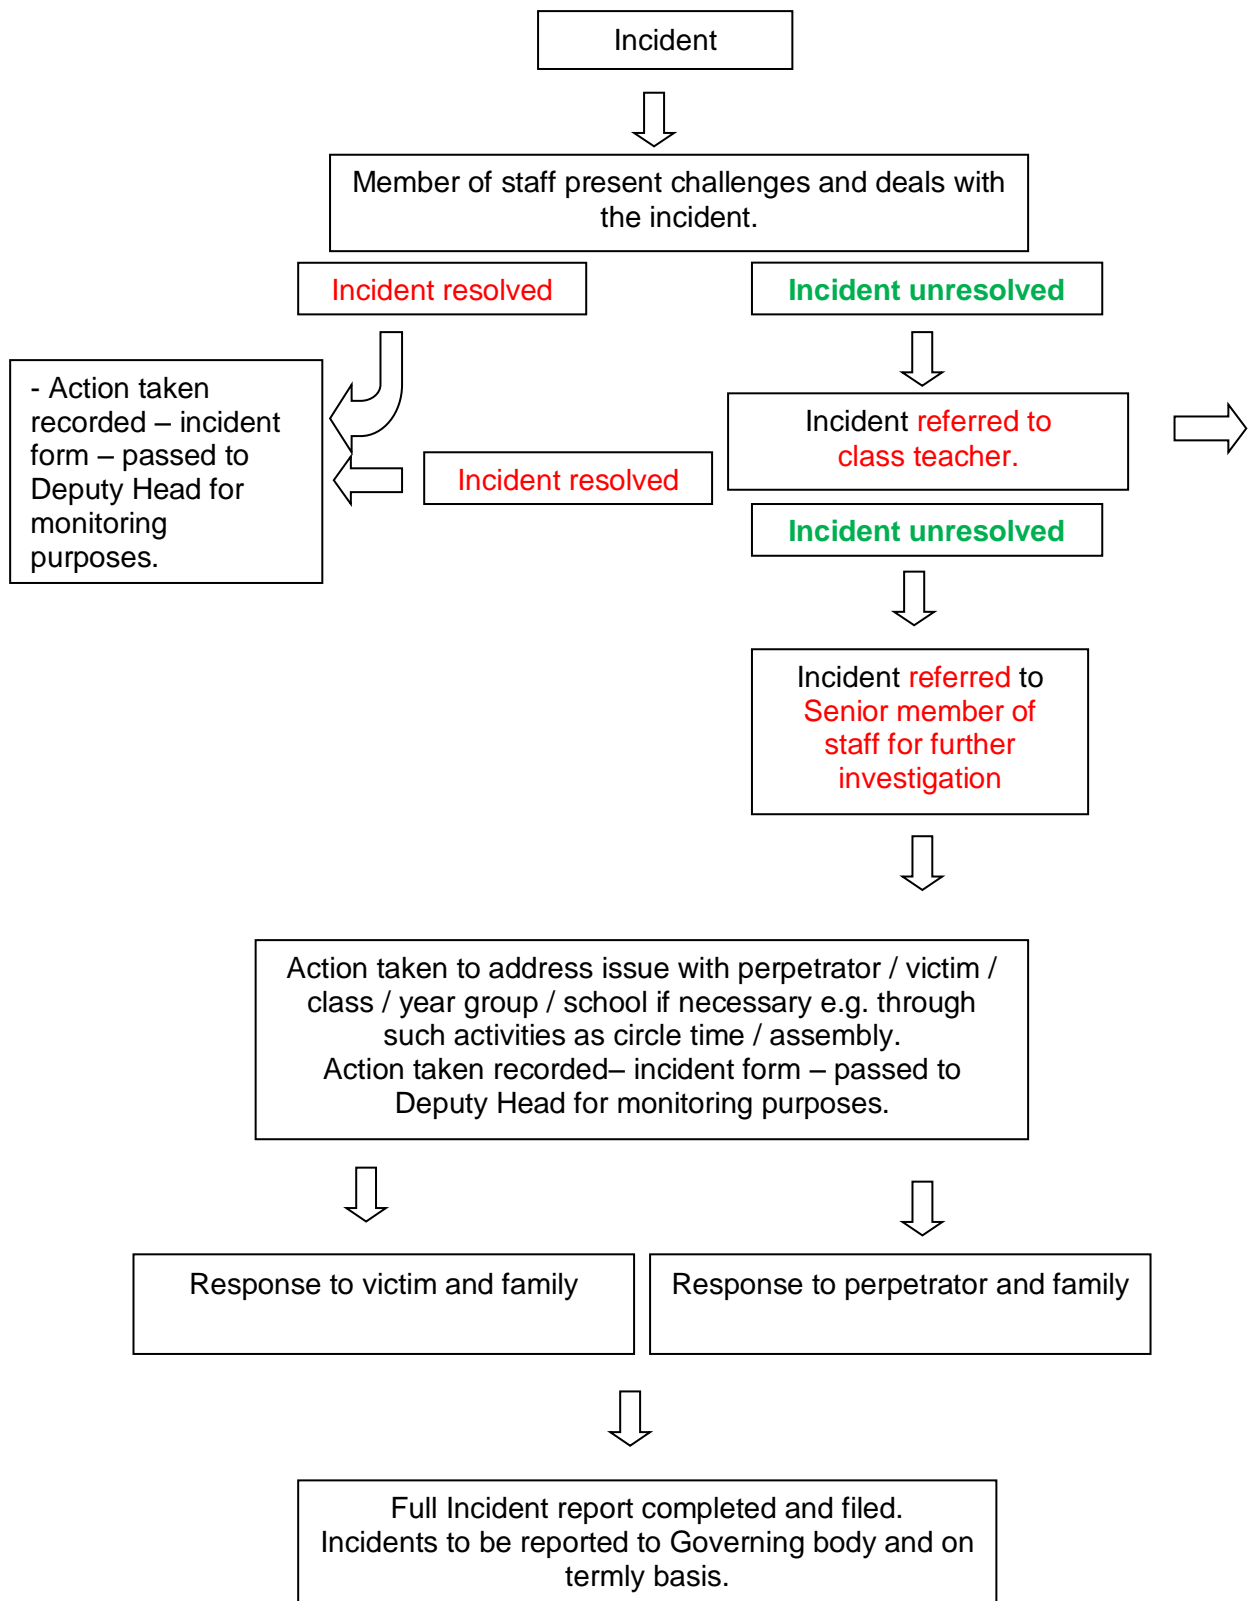 Incident
Member of staff present challenges and deals with
the incident.
Incident resolved
Incident unresolved
- Action taken
recorded – incident
form – passed to
Deputy Head for
monitoring
purposes.
Incident referred to
class teacher.
Incident resolved
Incident unresolved
Incident referred to
Senior member of
staff for further
investigation
Action taken to address issue with perpetrator / victim /
class / year group / school if necessary e.g. through
such activities as circle time / assembly.
Action taken recorded– incident form – passed to
Deputy Head for monitoring purposes.
Response to victim and family
Response to perpetrator and family
Full Incident report completed and filed.
Incidents to be reported to Governing body and on
termly basis.